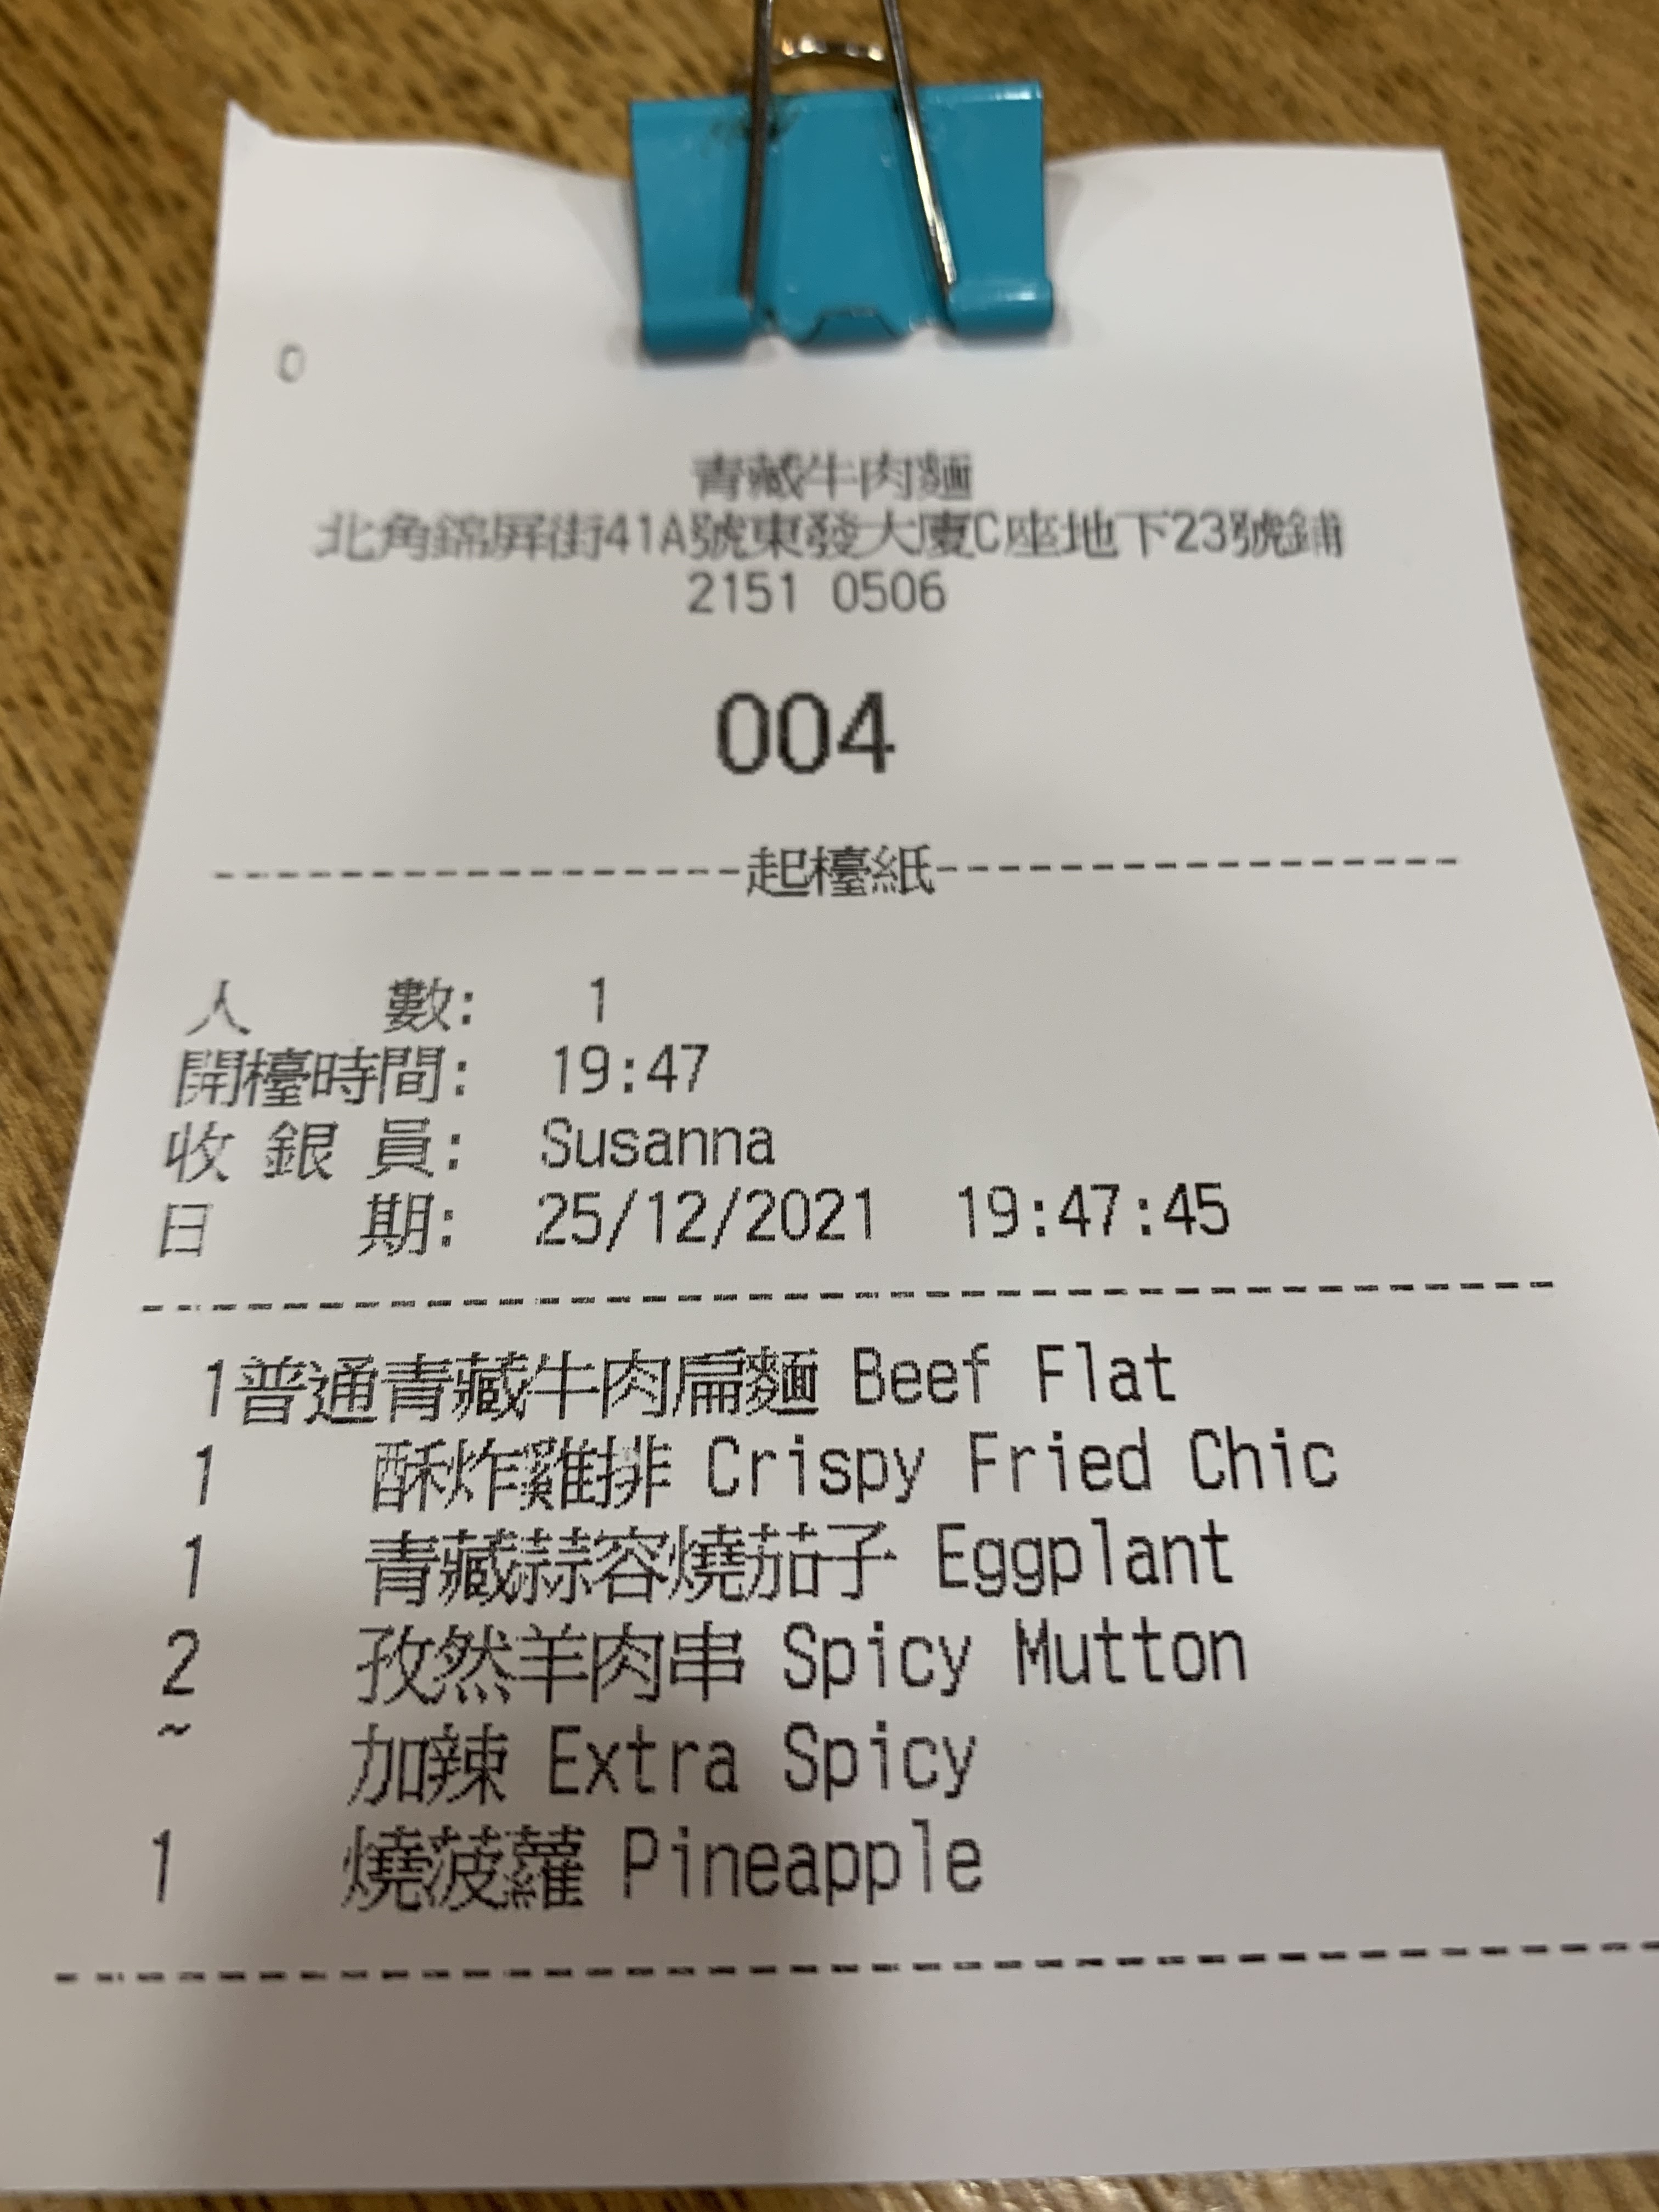 0
青藏牛肉麵
北角錦屏街41A號東發大廈C座地下23號鋪
2151 0506
004
--------------------起檯紙--------------------
人 數: 1
開檯時間: 19:47
收 銀 員: Susanna
日 期: 25/12/2021 19:47:45
1普通青藏牛肉扁麵 Beef Flat
1 酥炸雞排 Crispy Fried Chic
1 青藏蒜容燒茄子 Eggplant
2 孜然羊肉串 Spicy Mutton
~ 加辣 Extra Spicy
1 燒菠蘿 Pineapple